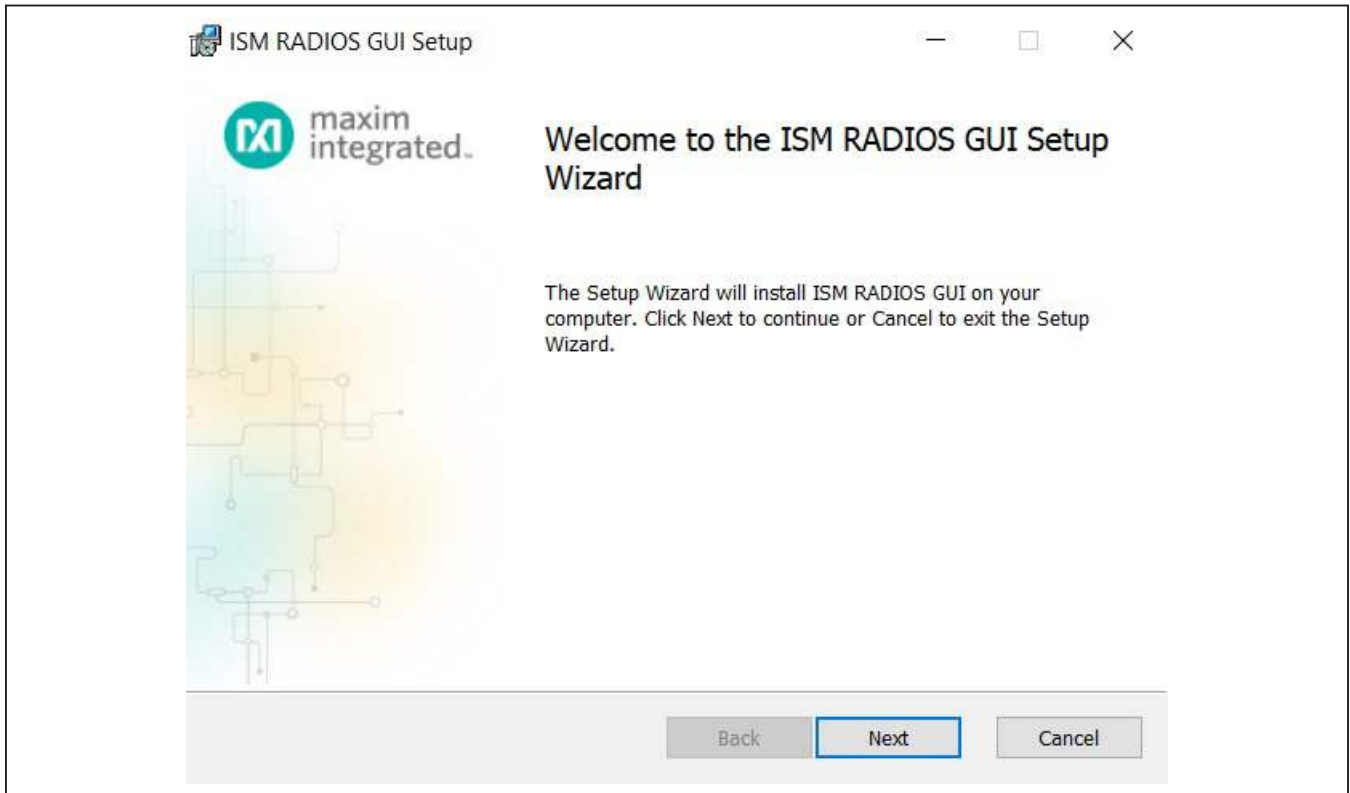 ISM RADIOS GUI Setup
maxim
integrated™
Welcome to the ISM RADIOS GUI Setup
Wizard
The Setup Wizard will install ISM RADIOS GUI on your
computer. Click Next to continue or Cancel to exit the Setup
Wizard.
Back
Next
Cancel